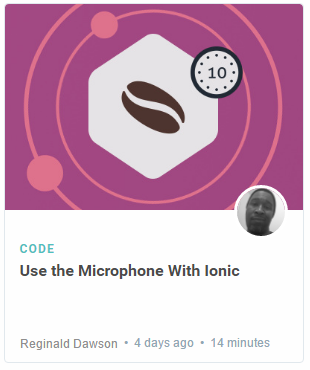 10
CODE
Use the Microphone With Ionic
Reginald Dawson • 4 days ago • 14 minutes